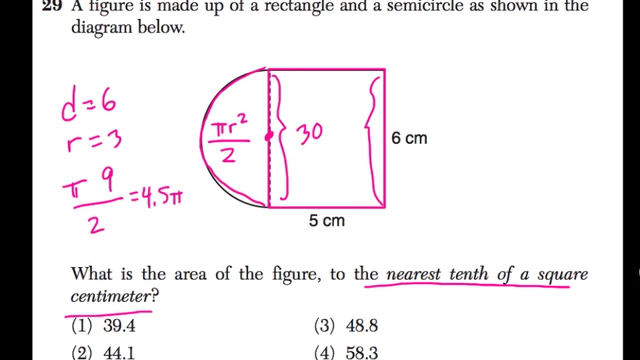 29 A figure is made up of a rectangle and a semicircle as shown in the
diagram below.
d=6
r=3
π 9
2
=4.5π
πr²
2
30
6 cm
5 cm
What is the area of the figure, to the nearest tenth of a square
centimeter?
(1) 39.4
(3) 48.8
(2) 44.1
(4) 58.3